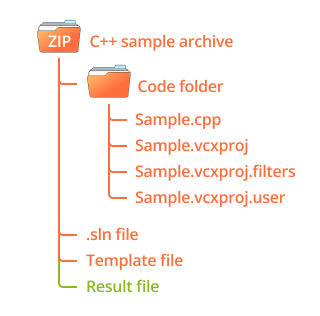 ZIP C++ sample archive
Code folder
Sample.cpp
Sample.vcxproj
Sample.vcxproj.filters
Sample.vcxproj.user
.sln file
Template file
Result file